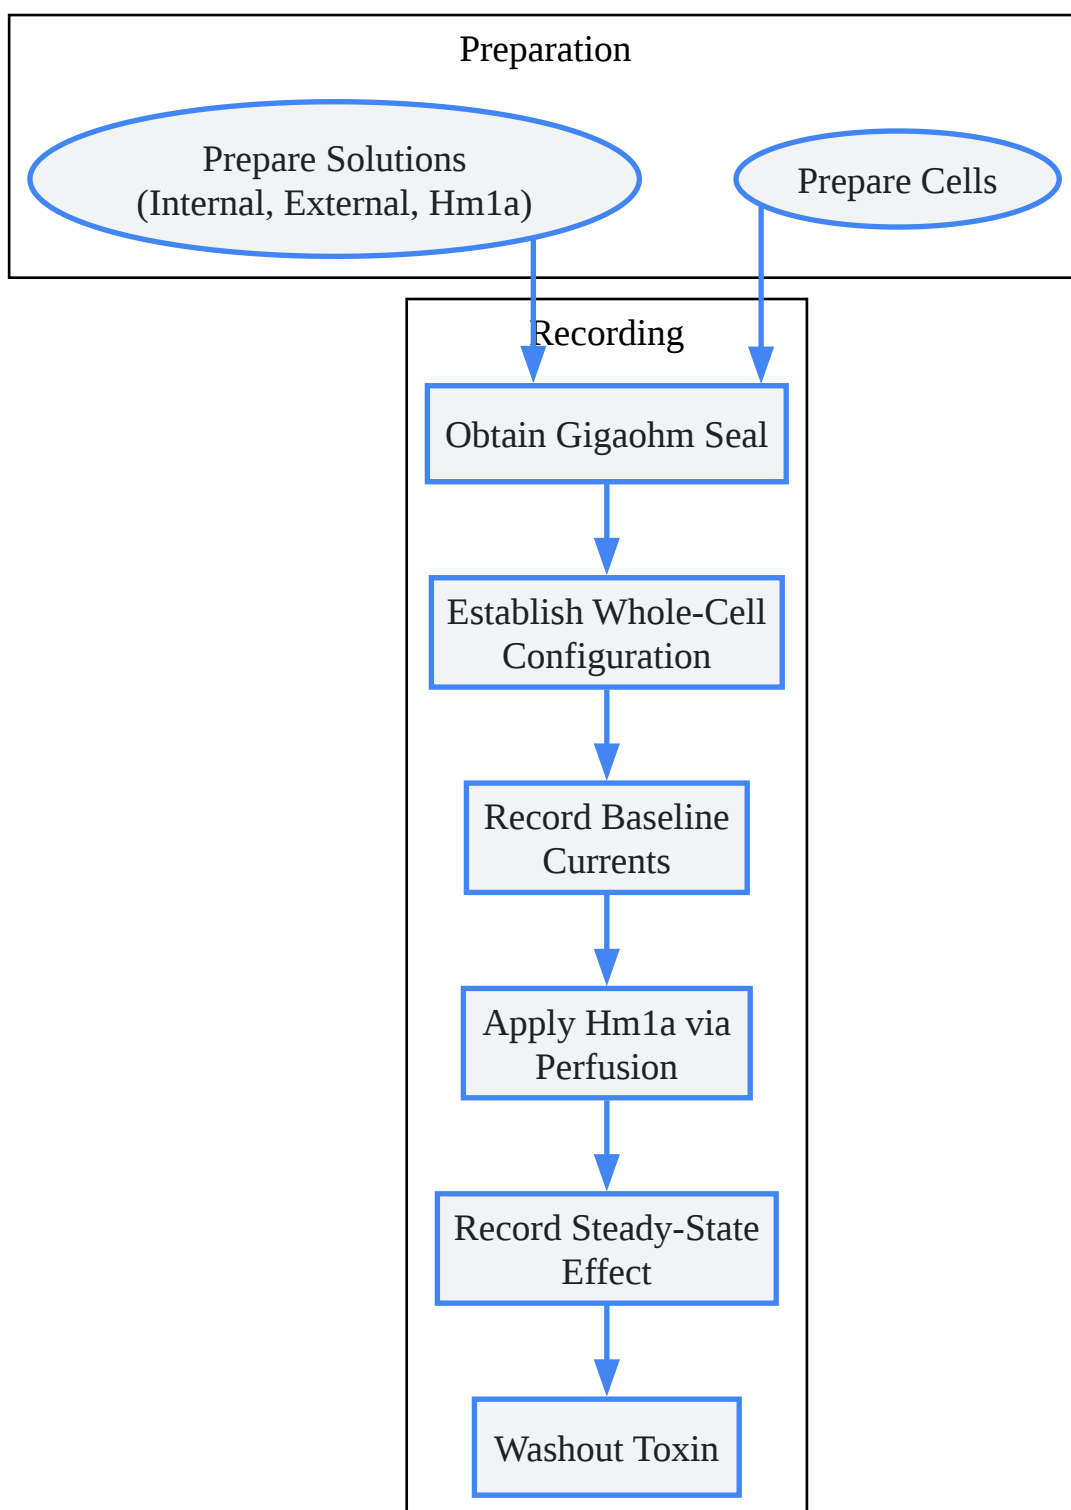 Preparation
Prepare Solutions
(Internal, External, Hm1a)
Prepare Cells
Recording
Obtain Gigaohm Seal
Establish Whole-Cell
Configuration
Record Baseline
Currents
Apply Hm1a via
Perfusion
Record Steady-State
Effect
Washout Toxin